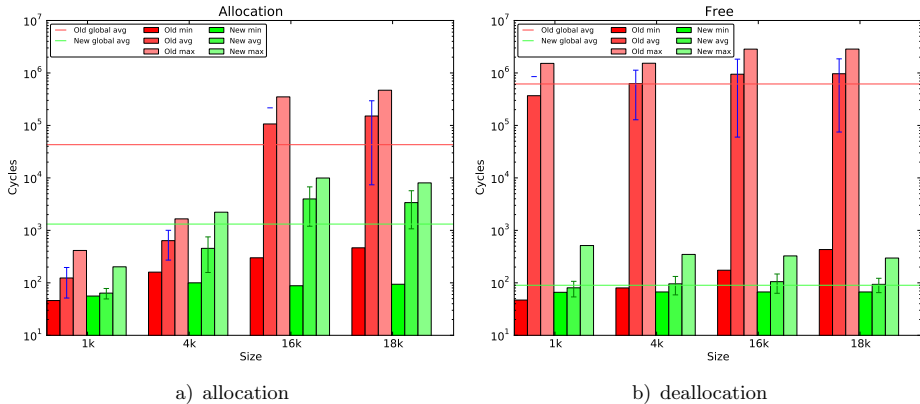 Allocation
Old global avg
New global avg
Old min
Old avg
Old max
New min
New avg
New max
10^7
10^6
10^5
10^4
10^3
10^2
10^1
Cycles
1k
4k
16k
18k
Size
a) allocation
Free
Old global avg
New global avg
Old min
Old avg
Old max
New min
New avg
New max
10^7
10^6
10^5
10^4
10^3
10^2
10^1
Cycles
1k
4k
16k
18k
Size
b) deallocation